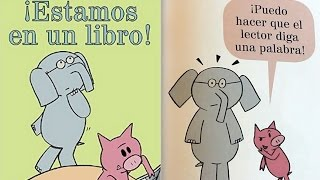 ¡Estamos
en un libro!
¡Puedo
hacer que el
lector diga
una palabra!